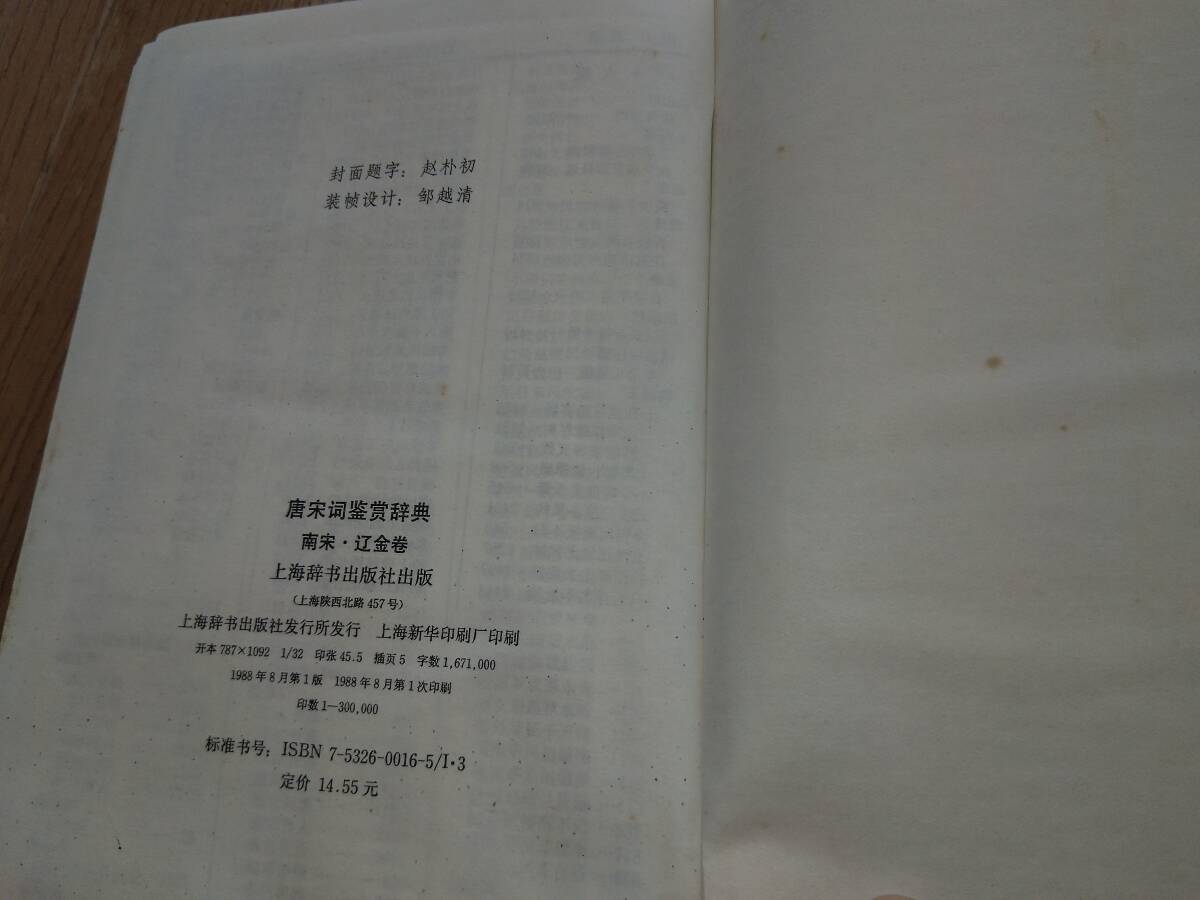 封面题字：赵朴初
装帧设计：邹越清
唐宋词鉴赏辞典
南宋·辽金卷
上海辞书出版社出版
（上海陕西北路457号）
上海辞书出版社发行所发行 上海新华印刷厂印刷
开本787×1092 1/32 印张45.5 插页5 字数1,671,000
1988年8月第1版 1988年8月第1次印刷
印数1—300,000
标准书号：ISBN 7-5326-0016-5/I·3
定价 14.55元